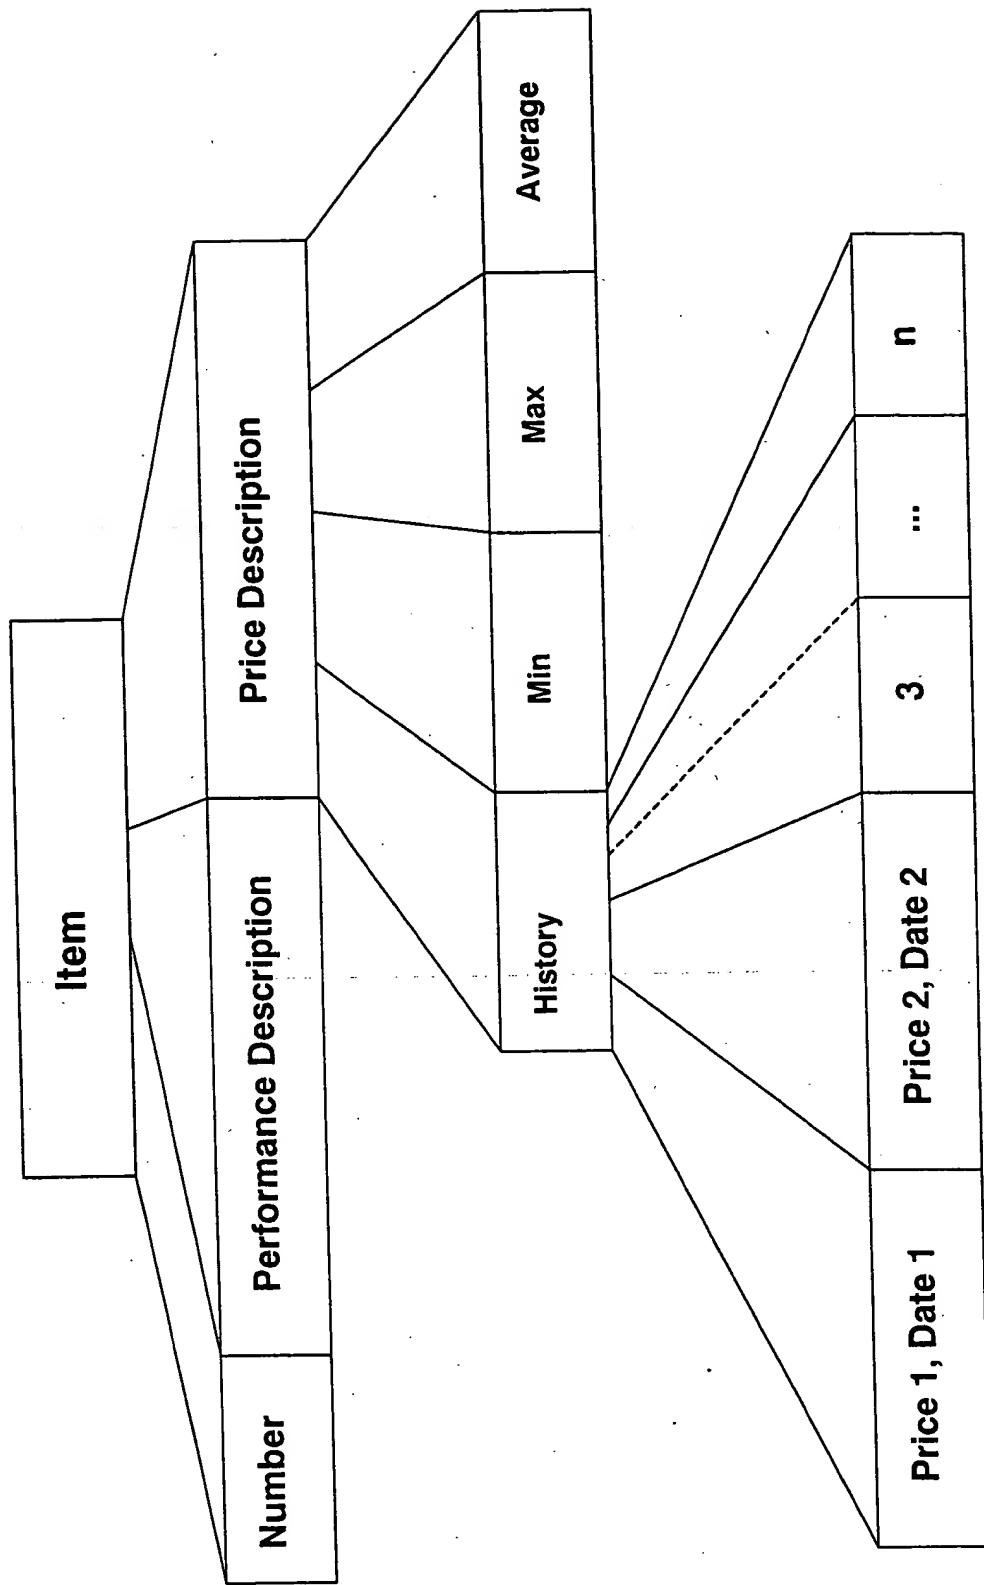 Item
Number
Performance Description
Price Description
History
Min
Max
Average
Price 1, Date 1
Price 2, Date 2
3
...
n